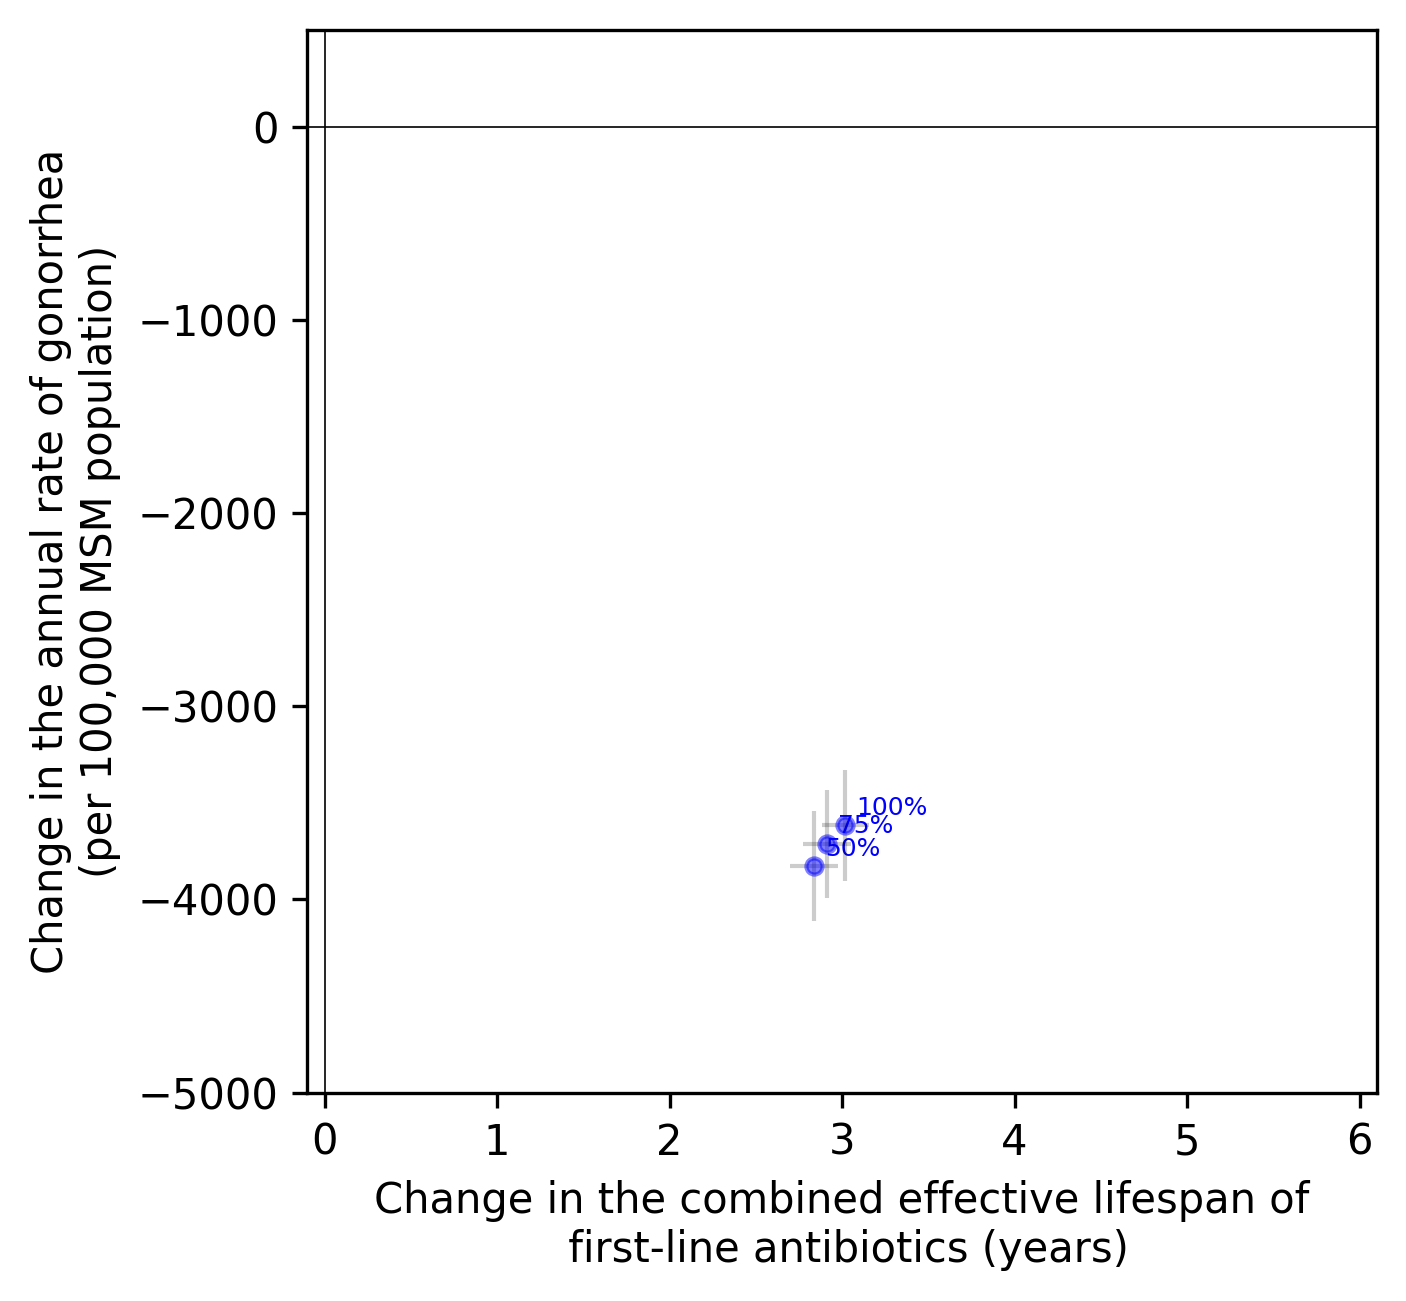 Change in the annual rate of gonorrhea
(per 100,000 MSM population)
0
−1000
−2000
−3000
−4000
−5000
100%
75%
50%
0 1 2 3 4 5 6
Change in the combined effective lifespan of
first-line antibiotics (years)